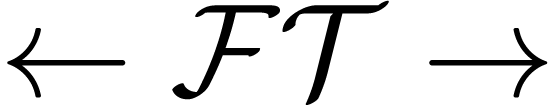 ← ℱ𝒯 →